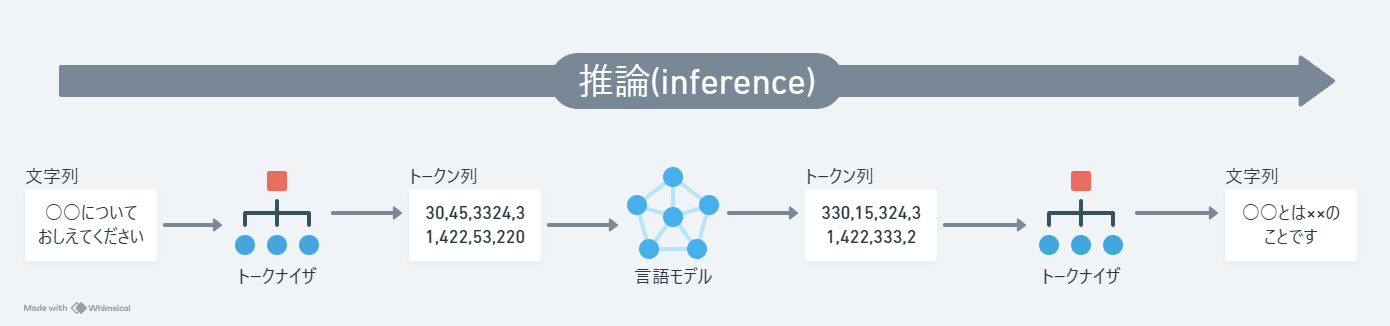 推論(inference)
文字列
○○について
おしえてください
トークナイザ
トークン列
30,45,3324,3
1,422,53,220
言語モデル
トークン列
330,15,324,3
1,422,333,2
トークナイザ
文字列
○○とは××の
ことです
Made with Whimsical